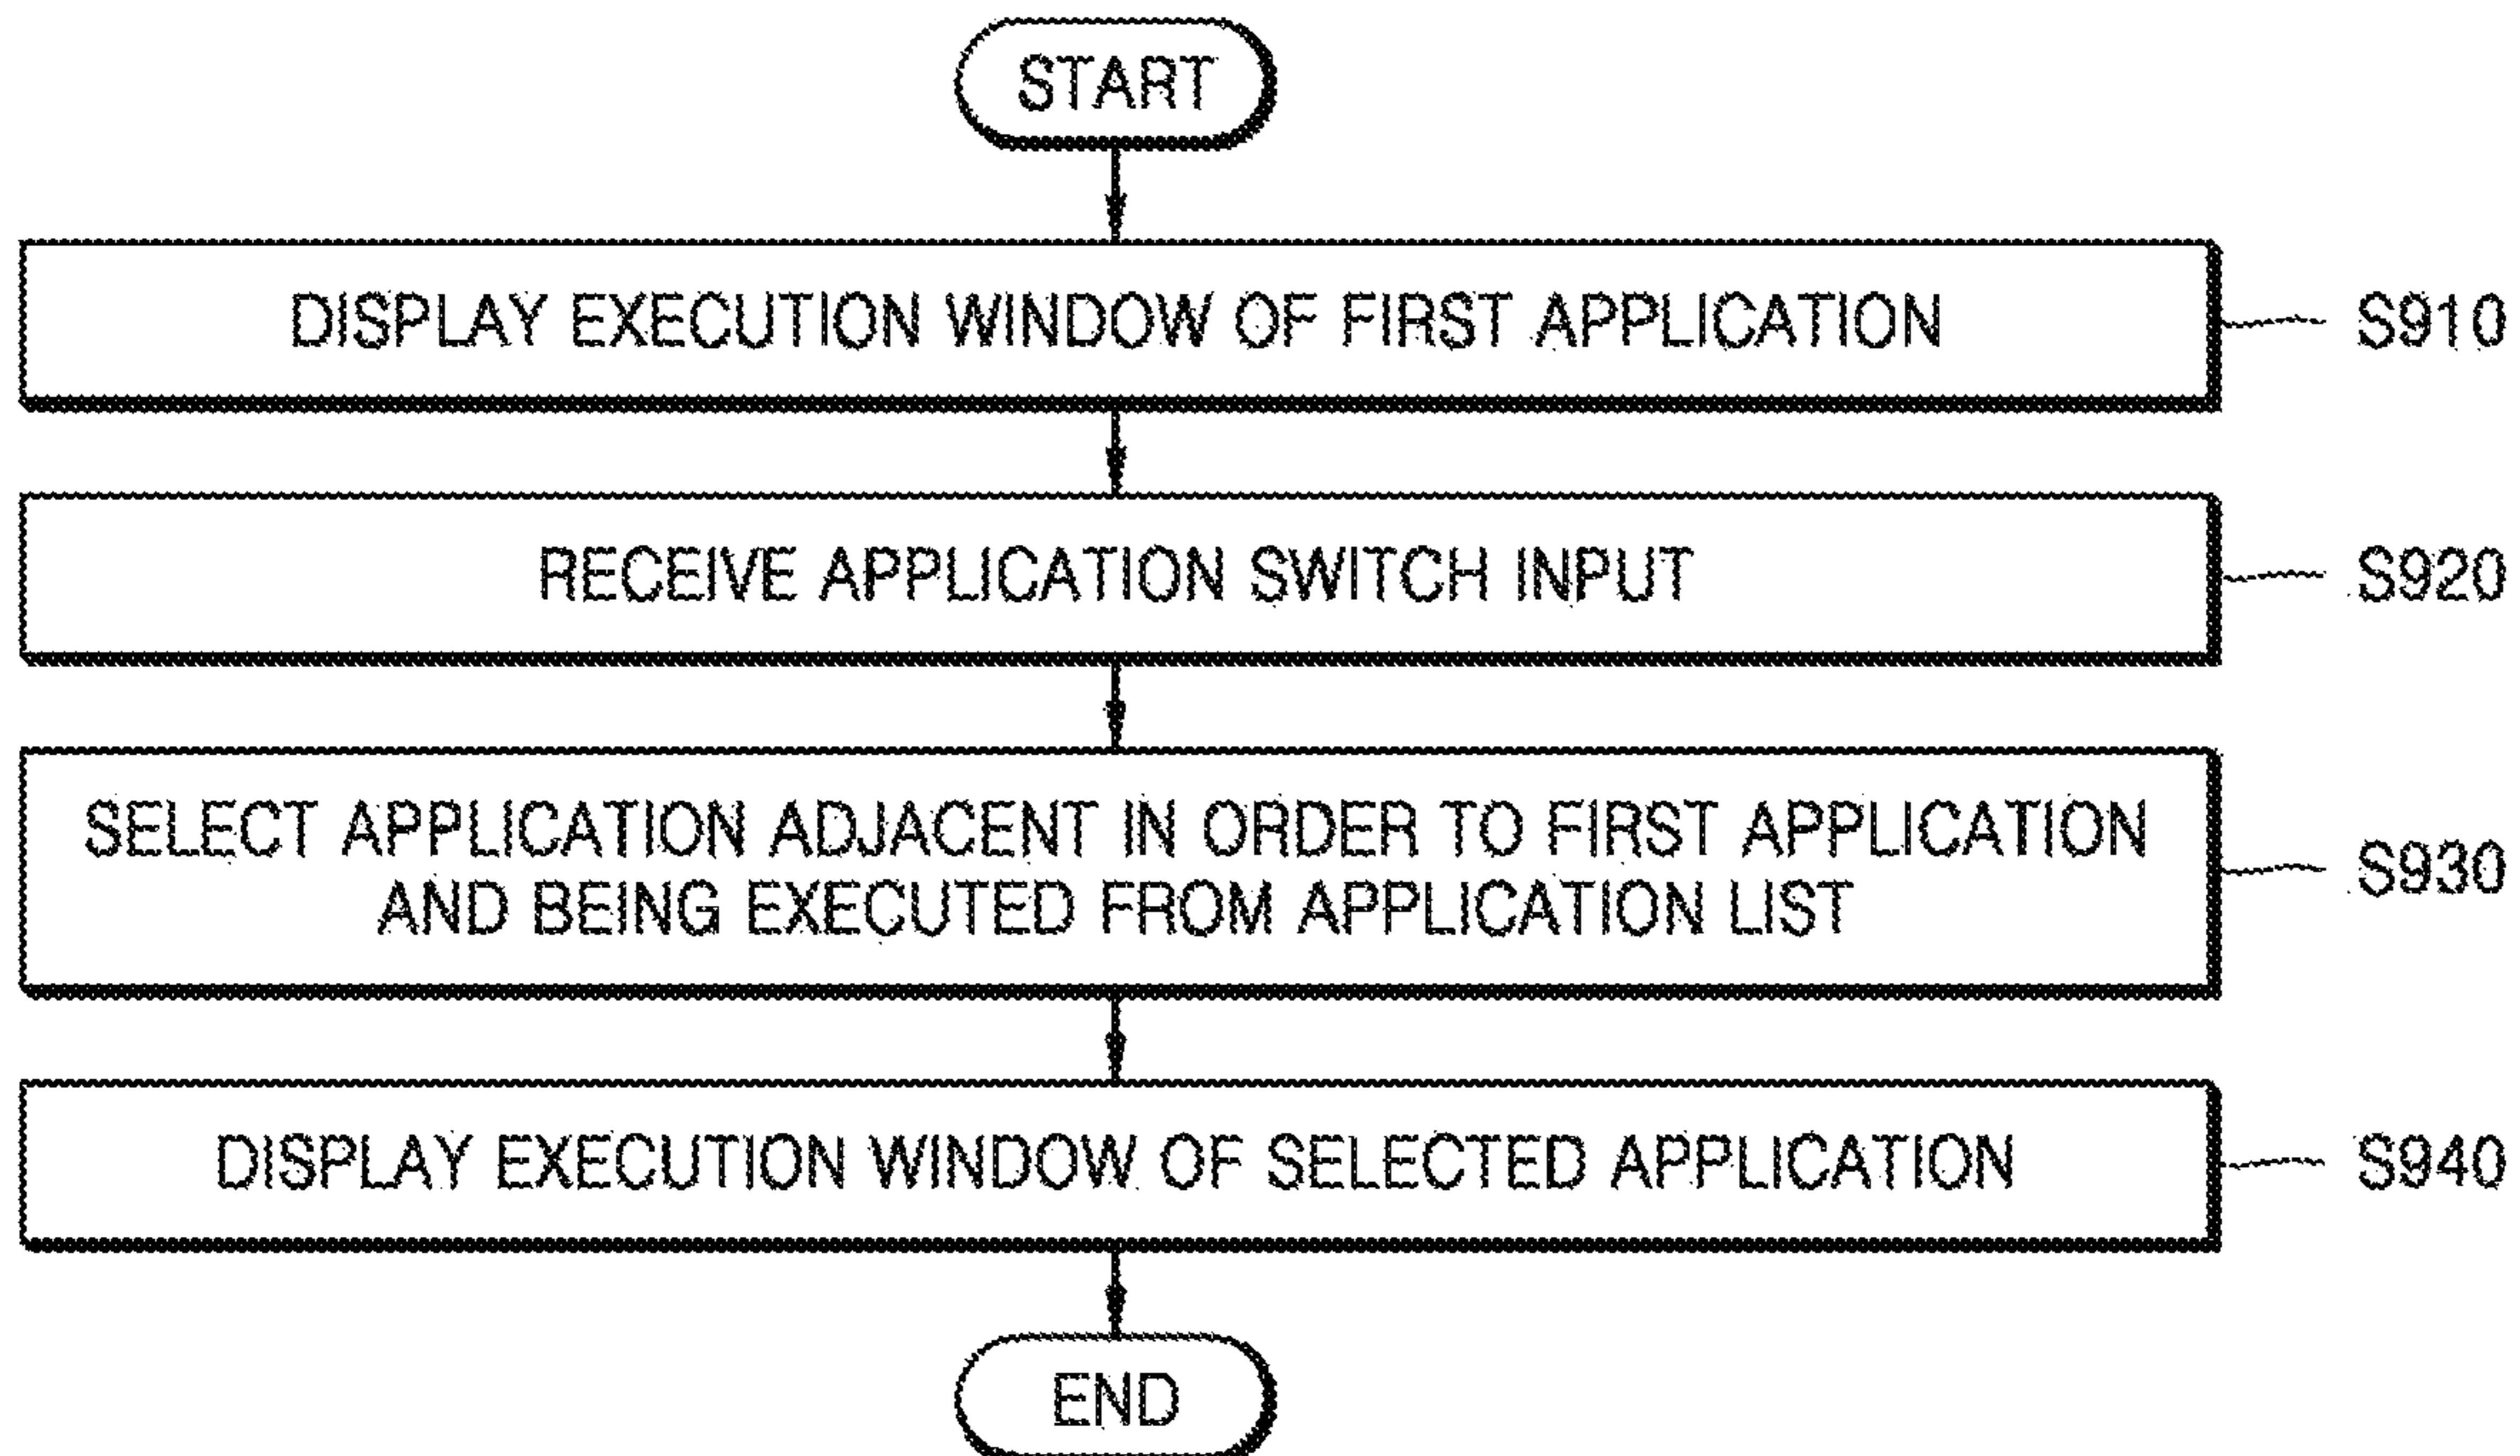 START
DISPLAY EXECUTION WINDOW OF FIRST APPLICATION
S910
RECEIVE APPLICATION SWITCH INPUT
S920
SELECT APPLICATION ADJACENT IN ORDER TO FIRST APPLICATION
AND BEING EXECUTED FROM APPLICATION LIST
S930
DISPLAY EXECUTION WINDOW OF SELECTED APPLICATION
S940
END